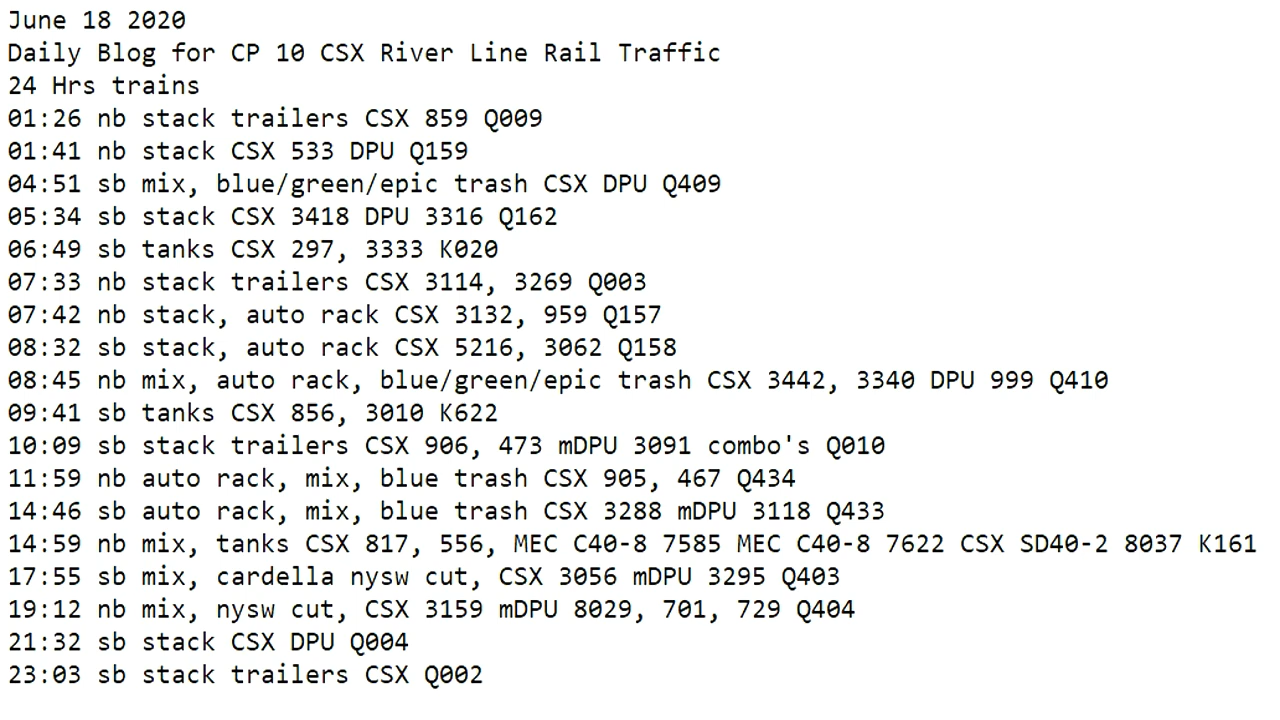 June 18 2020
Daily Blog for CP 10 CSX River Line Rail Traffic
24 Hrs trains
01:26 nb stack trailers CSX 859 Q009
01:41 nb stack CSX 533 DPU Q159
04:51 sb mix, blue/green/epic trash CSX DPU Q409
05:34 sb stack CSX 3418 DPU 3316 Q162
06:49 sb tanks CSX 297, 3333 K020
07:33 nb stack trailers CSX 3114, 3269 Q003
07:42 nb stack, auto rack CSX 3132, 959 Q157
08:32 sb stack, auto rack CSX 5216, 3062 Q158
08:45 nb mix, auto rack, blue/green/epic trash CSX 3442, 3340 DPU 999 Q410
09:41 sb tanks CSX 856, 3010 K622
10:09 sb stack trailers CSX 906, 473 mDPU 3091 combo's Q010
11:59 nb auto rack, mix, blue trash CSX 905, 467 Q434
14:46 sb auto rack, mix, blue trash CSX 3288 mDPU 3118 Q433
14:59 nb mix, tanks CSX 817, 556, MEC C40-8 7585 MEC C40-8 7622 CSX SD40-2 8037 K161
17:55 sb mix, cardella nysw cut, CSX 3056 mDPU 3295 Q403
19:12 nb mix, nysw cut, CSX 3159 mDPU 8029, 701, 729 Q404
21:32 sb stack CSX DPU Q004
23:03 sb stack trailers CSX Q002